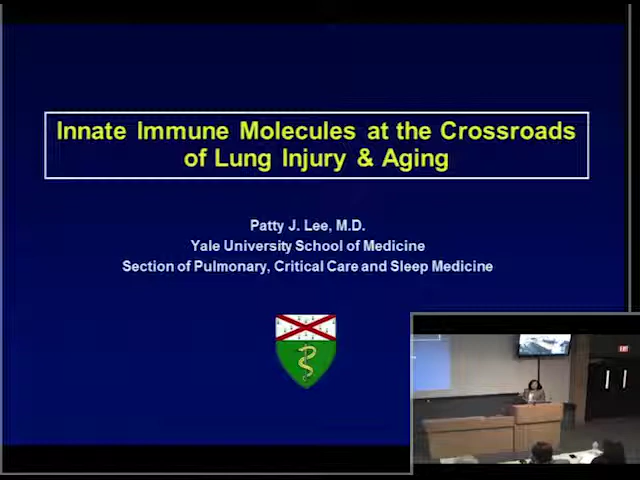 Innate Immune Molecules at the Crossroads
of Lung Injury & Aging
Patty J. Lee, M.D.
Yale University School of Medicine
Section of Pulmonary, Critical Care and Sleep Medicine
EXIT